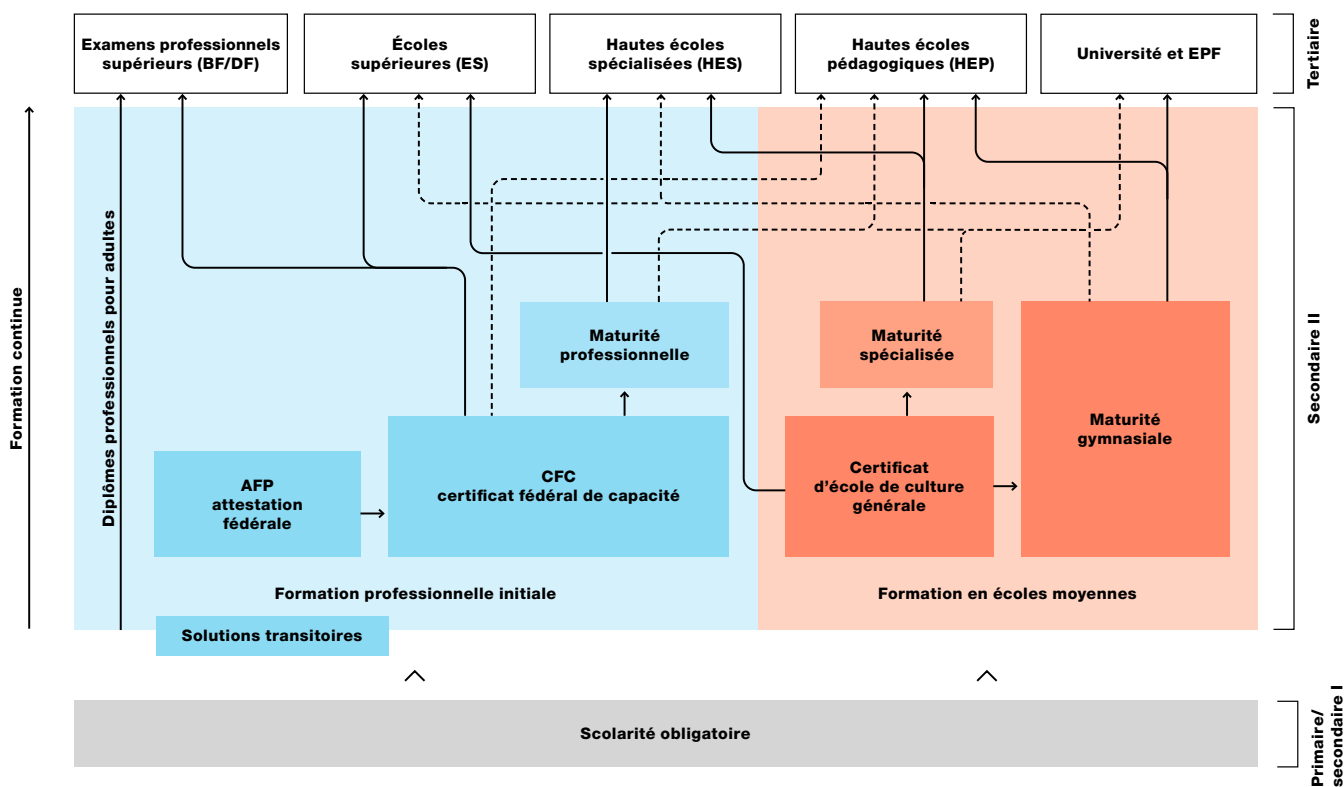 Examens professionnels
supérieurs (BF/DF)
Écoles
supérieures (ES)
Hautes écoles
spécialisées (HES)
Hautes écoles
pédagogiques (HEP)
Université et EPF
Tertiaire
Formation continue
Diplômes professionnels pour adultes
Secondaire II
Maturité
professionnelle
Maturité
spécialisée
Maturité
gymnasiale
AFP
attestation
fédérale
CFC
certificat fédéral de capacité
Certificat
d'école de culture
générale
Formation professionnelle initiale
Formation en écoles moyennes
Solutions transitoires
Scolarité obligatoire
Primaire/
secondaire I